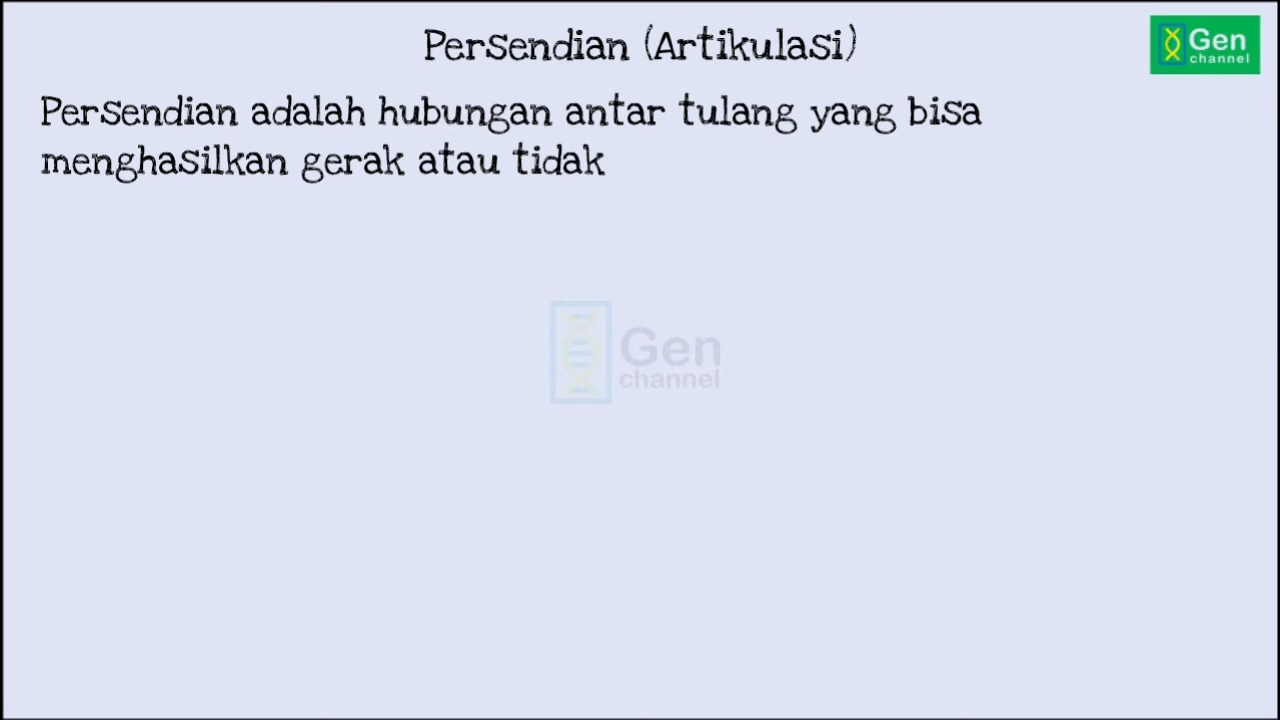 Persendian (Artikulasi)
Gen
channel
Persendian adalah hubungan antar tulang yang bisa
menghasilkan gerak atau tidak
Gen
channel